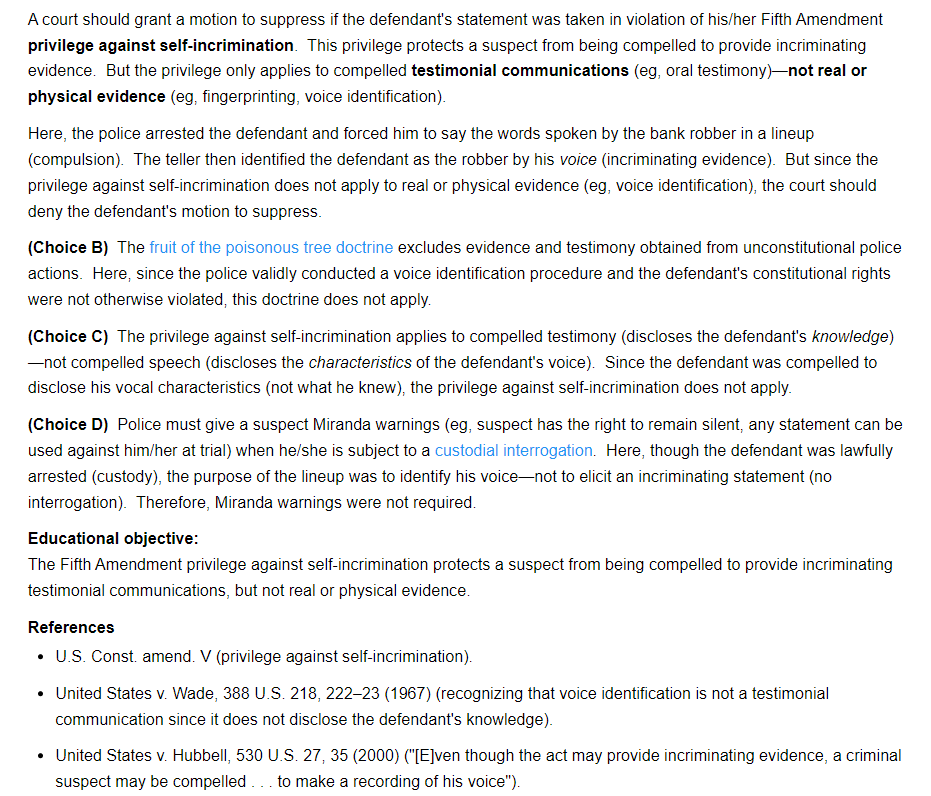 A court should grant a motion to suppress if the defendant's statement was taken in violation of his/her Fifth Amendment
privilege against self-incrimination.  This privilege protects a suspect from being compelled to provide incriminating
evidence.  But the privilege only applies to compelled testimonial communications (eg, oral testimony)—not real or
physical evidence (eg, fingerprinting, voice identification).
Here, the police arrested the defendant and forced him to say the words spoken by the bank robber in a lineup
(compulsion).  The teller then identified the defendant as the robber by his voice (incriminating evidence).  But since the
privilege against self-incrimination does not apply to real or physical evidence (eg, voice identification), the court should
deny the defendant's motion to suppress.
(Choice B)  The fruit of the poisonous tree doctrine excludes evidence and testimony obtained from unconstitutional police
actions.  Here, since the police validly conducted a voice identification procedure and the defendant's constitutional rights
were not otherwise violated, this doctrine does not apply.
(Choice C)  The privilege against self-incrimination applies to compelled testimony (discloses the defendant's knowledge)
—not compelled speech (discloses the characteristics of the defendant's voice).  Since the defendant was compelled to
disclose his vocal characteristics (not what he knew), the privilege against self-incrimination does not apply.
(Choice D)  Police must give a suspect Miranda warnings (eg, suspect has the right to remain silent, any statement can be
used against him/her at trial) when he/she is subject to a custodial interrogation.  Here, though the defendant was lawfully
arrested (custody), the purpose of the lineup was to identify his voice—not to elicit an incriminating statement (no
interrogation).  Therefore, Miranda warnings were not required.
Educational objective:
The Fifth Amendment privilege against self-incrimination protects a suspect from being compelled to provide incriminating
testimonial communications, but not real or physical evidence.
References
• U.S. Const. amend. V (privilege against self-incrimination).
• United States v. Wade, 388 U.S. 218, 222–23 (1967) (recognizing that voice identification is not a testimonial
communication since it does not disclose the defendant's knowledge).
• United States v. Hubbell, 530 U.S. 27, 35 (2000) ("[E]ven though the act may provide incriminating evidence, a criminal
suspect may be compelled . . . to make a recording of his voice").